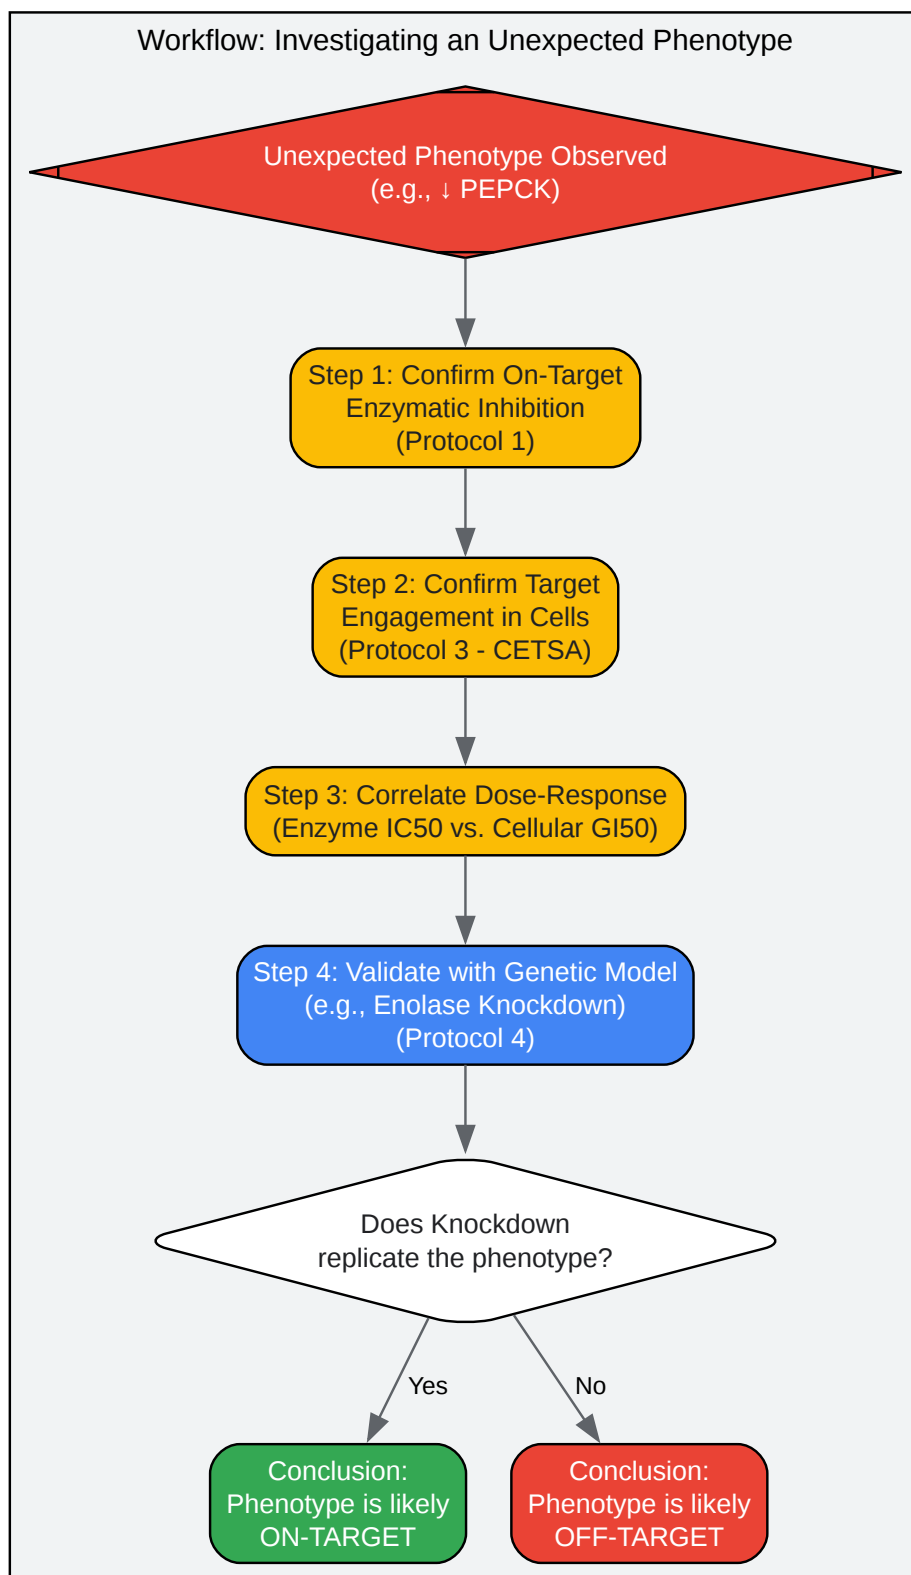 Workflow: Investigating an Unexpected Phenotype
Unexpected Phenotype Observed
(e.g., ↓ PEPCK)
Step 1: Confirm On-Target
Enzymatic Inhibition
(Protocol 1)
Step 2: Confirm Target
Engagement in Cells
(Protocol 3 - CETSA)
Step 3: Correlate Dose-Response
(Enzyme IC50 vs. Cellular GI50)
Step 4: Validate with Genetic Model
(e.g., Enolase Knockdown)
(Protocol 4)
Does Knockdown
replicate the phenotype?
Yes
No
Conclusion:
Phenotype is likely
ON-TARGET
Conclusion:
Phenotype is likely
OFF-TARGET